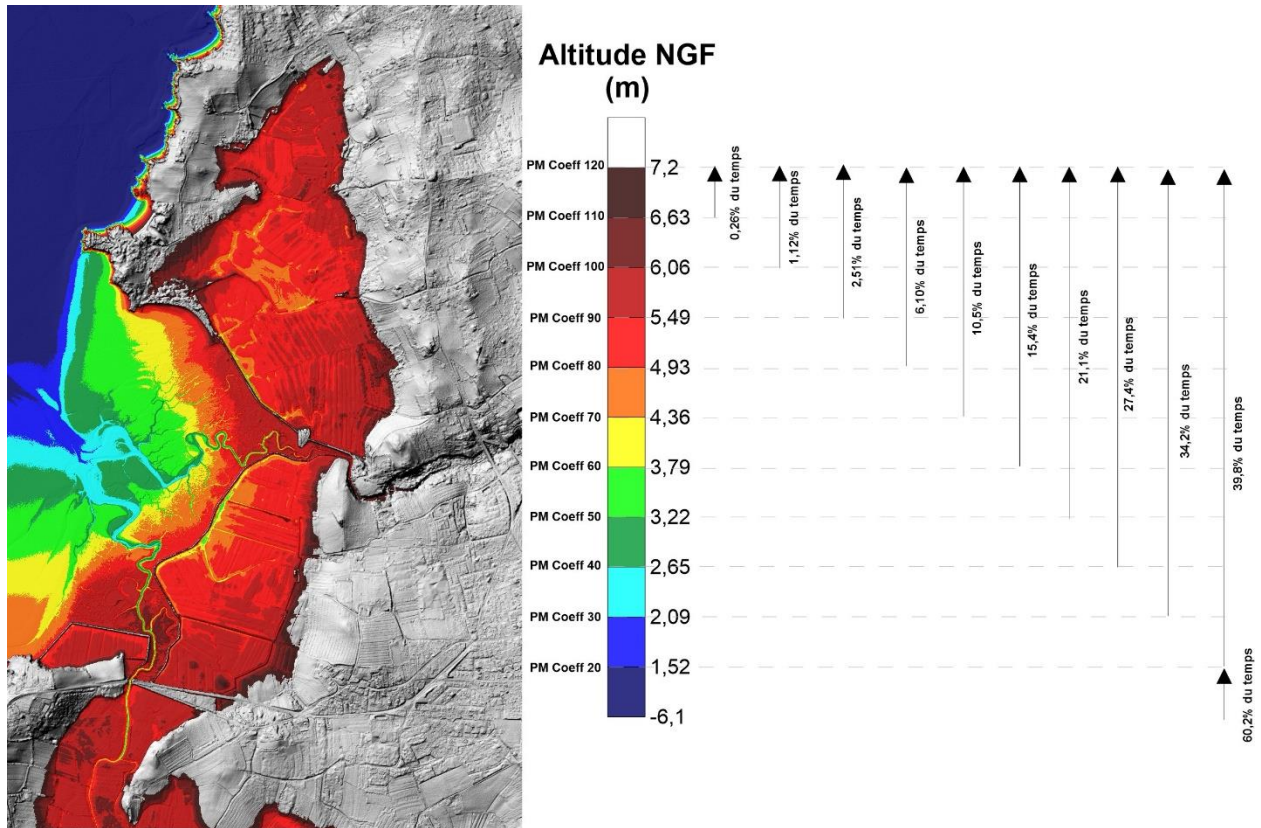 Altitude NGF
(m)
PM Coeff 120
7,2
PM Coeff 110
6,63
PM Coeff 100
6,06
PM Coeff 90
5,49
PM Coeff 80
4,93
PM Coeff 70
4,36
PM Coeff 60
3,79
PM Coeff 50
3,22
PM Coeff 40
2,65
PM Coeff 30
2,09
PM Coeff 20
1,52
-6,1
0,26% du temps
1,12% du temps
2,51% du temps
6,10% du temps
10,5% du temps
15,4% du temps
21,1% du temps
27,4% du temps
34,2% du temps
39,8% du temps
60,2% du temps